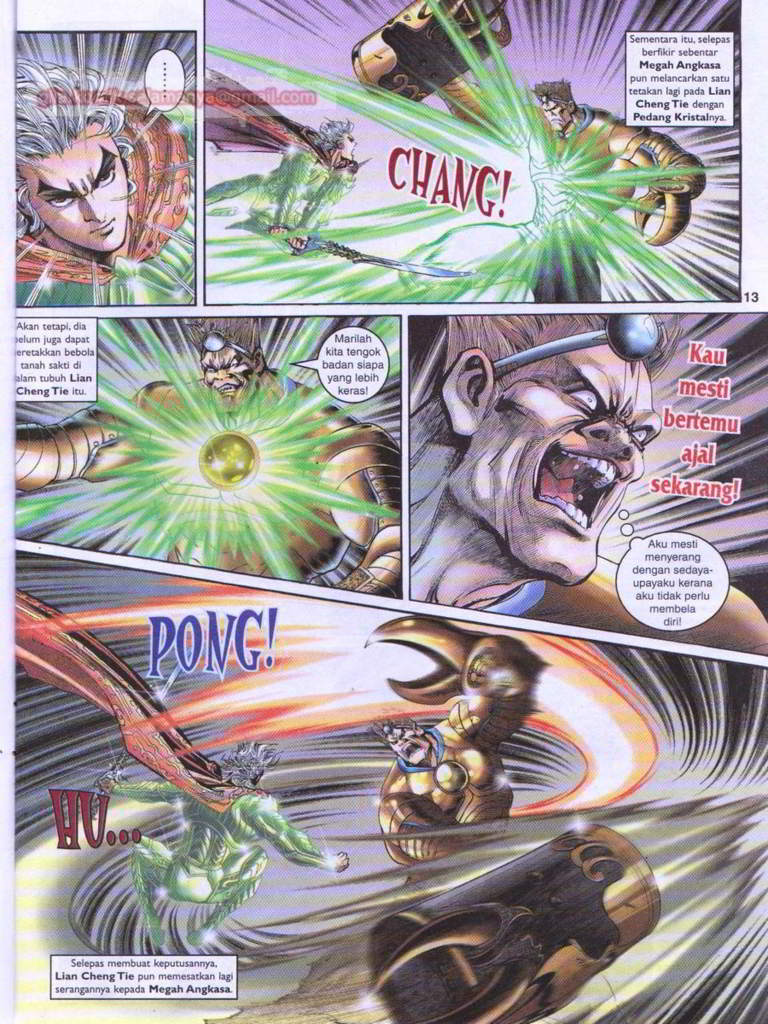 ......
Sementara itu, selepas
berfikir sebentar
Megah Angkasa
pun melancarkan satu
tetakan lagi pada Lian
Cheng Tie dengan
Pedang Kristalnya.
CHANG!
13
Akan tetapi, dia
belum juga dapat
tanah sakti di
dalam tubuh Lian
Cheng Tie itu.
Marilah
kita tengok
badan siapa
yang lebih
keras!
Kau
mesti
bertemu
ajal
sekarang!
Aku mesti
menyerang
dengan sedaya-
upayaku kerana
aku tidak perlu
membela
diri!
PONG!
HU...
Selepas membuat keputusannya,
Lian Cheng Tie pun memesatkan lagi
serangannya kepada Megah Angkasa.